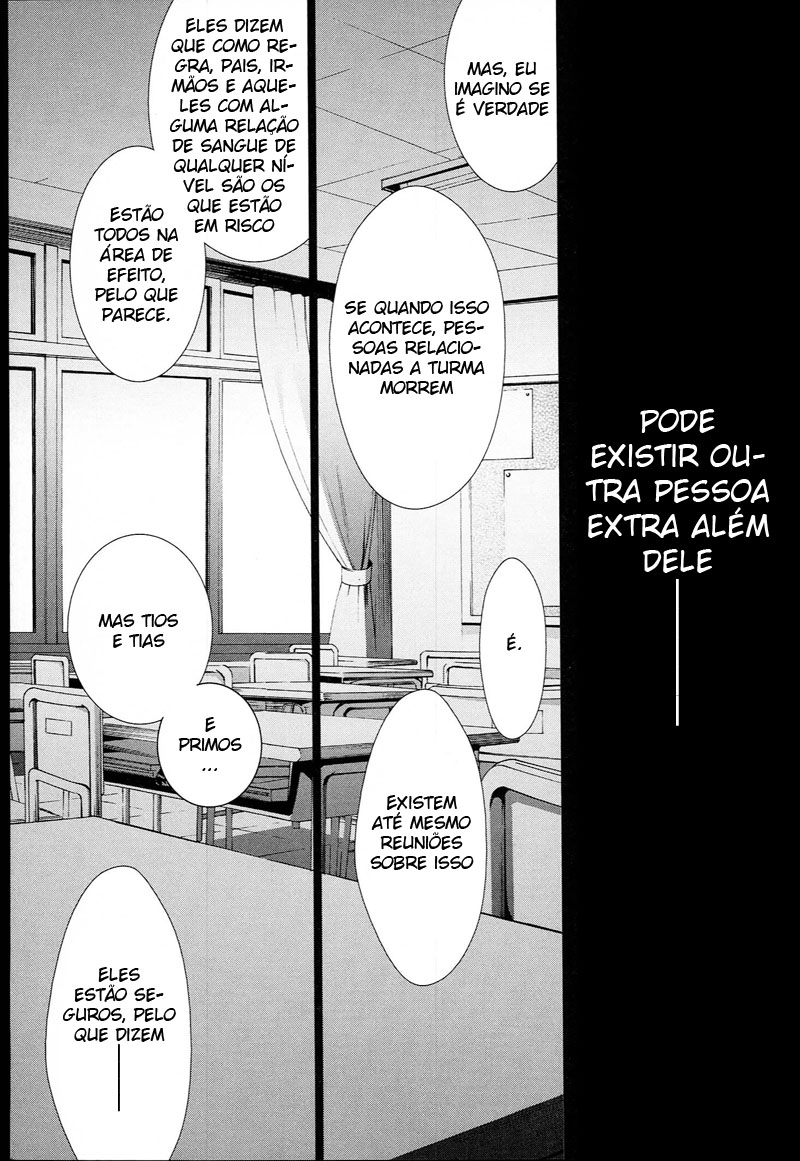 PODE
EXISTIR OU-
TRA PESSOA
EXTRA ALÉM
DELE
MAS, EU
IMAGINO SE
É VERDADE
SE QUANDO ISSO
ACONTECE, PES-
SOAS RELACIO-
NADAS A TURMA
MORREM
É.
EXISTEM
ATÉ MESMO
REUNIÕES
SOBRE ISSO
ELES DIZEM
QUE COMO RE-
GRA, PAIS, IR-
MÃOS E AQUE-
LES COM AL-
GUMA RELAÇÃO
DE SANGUE DE
QUALQUER NÍ-
VEL SÃO OS
QUE ESTÃO
EM RISCO
ESTÃO
TODOS NA
ÁREA DE
EFEITO,
PELO QUE
PARECE.
MAS TIOS
E TIAS
E
PRIMOS
...
ELES
ESTÃO SE-
GUROS, PELO
QUE DIZEM